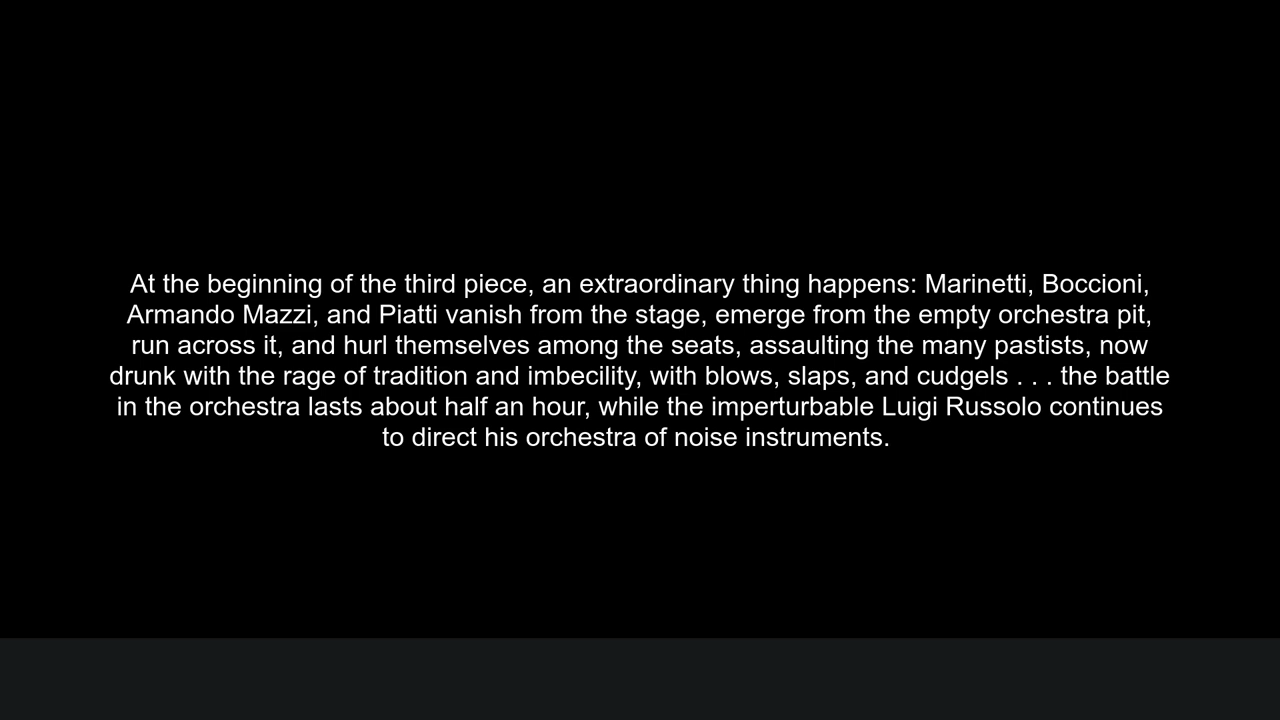 At the beginning of the third piece, an extraordinary thing happens: Marinetti, Boccioni,
Armando Mazzi, and Piatti vanish from the stage, emerge from the empty orchestra pit,
run across it, and hurl themselves among the seats, assaulting the many pastists, now
drunk with the rage of tradition and imbecility, with blows, slaps, and cudgels . . . the battle
in the orchestra lasts about half an hour, while the imperturbable Luigi Russolo continues
to direct his orchestra of noise instruments.